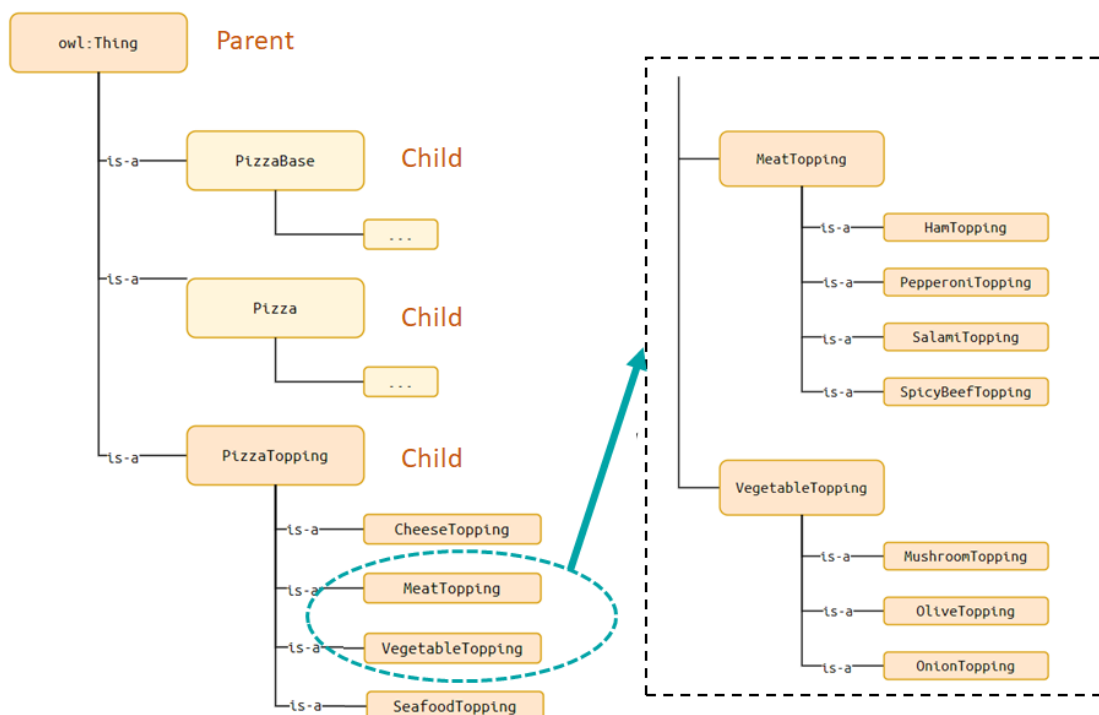 owl:Thing
Parent
is-a
PizzaBase
Child
...
is-a
Pizza
Child
...
is-a
PizzaTopping
Child
is-a
CheeseTopping
is-a
MeatTopping
is-a
VegetableTopping
is-a
SeafoodTopping
MeatTopping
is-a
HamTopping
is-a
PepperoniTopping
is-a
SalamiTopping
is-a
SpicyBeefTopping
VegetableTopping
is-a
MushroomTopping
is-a
OliveTopping
is-a
OnionTopping